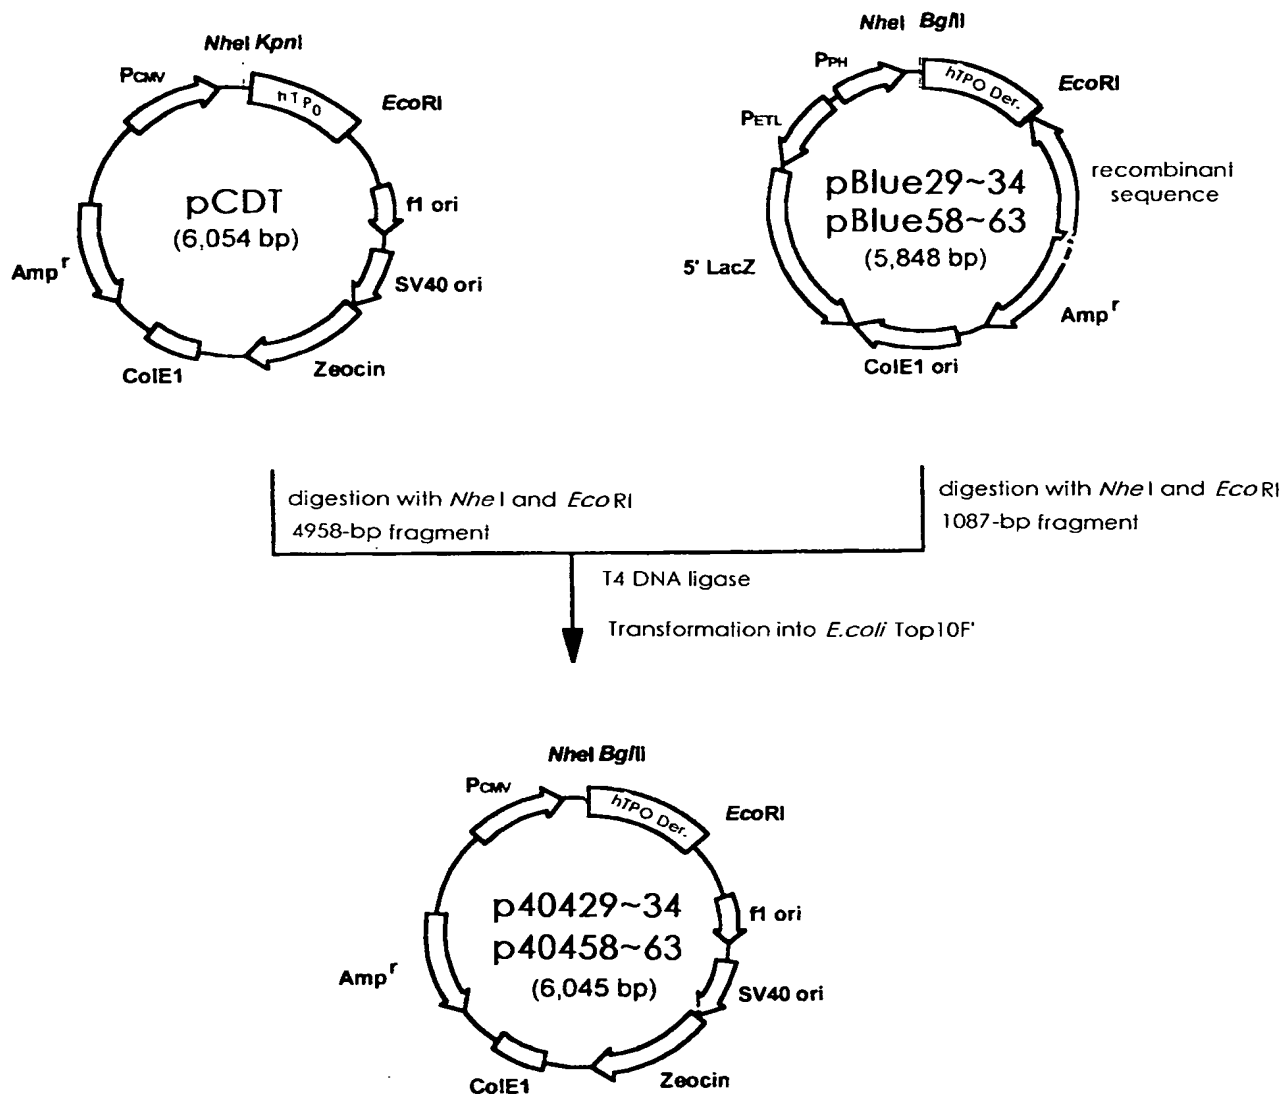 NheI KpnI
PCMV
hTPO
EcoRI
pCDT
(6,054 bp)
f1 ori
Amp r
SV40 ori
ColE1
Zeocin
NheI BglII
PPH
hTPO Der.
EcoRI
PETL
pBlue29~34
pBlue58~63
(5,848 bp)
recombinant
sequence
5' LacZ
Amp r
ColE1 ori
digestion with NheI and EcoRI
4958-bp fragment
digestion with NheI and EcoRI
1087-bp fragment
T4 DNA ligase
Transformation into E.coli Top10F'
NheI BglII
PCMV
hTPO Der.
EcoRI
p40429~34
p40458~63
(6,045 bp)
f1 ori
Amp r
SV40 ori
ColE1
Zeocin